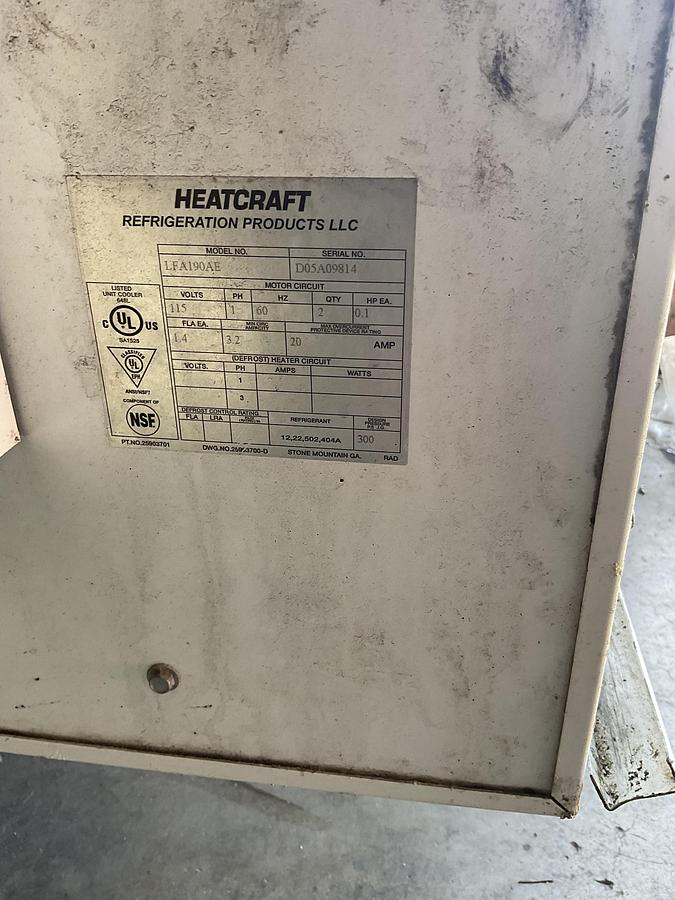 HEATCRAFT
REFRIGERATION PRODUCTS LLC
MODEL NO. SERIAL NO.
LFA190AE D05A09814
MOTOR CIRCUIT
VOLTS PH HZ QTY HP EA.
115 1 60 2 0.1
FLA EA. MIN CIRC. AMPACITY MAX OVERCURRENT PROTECTIVE DEVICE RATING
1.4 3.2 20 AMP
(DEFROST) HEATER CIRCUIT
VOLTS. PH AMPS WATTS
1
3
DEFROST CONTROL RATING
FLA LRA
REFRIGERANT
DESIGN PRESSURE P.S.I.G.
12,22,502,404A 300
LISTED
UNIT COOLER
648L
C UL US
SA1528
CLASSIFIED
UL
EPH
ANSI/NSF7
COMPONENT OF
NSF
PT.NO.25903701 STONE MOUNTAIN GA. RAD